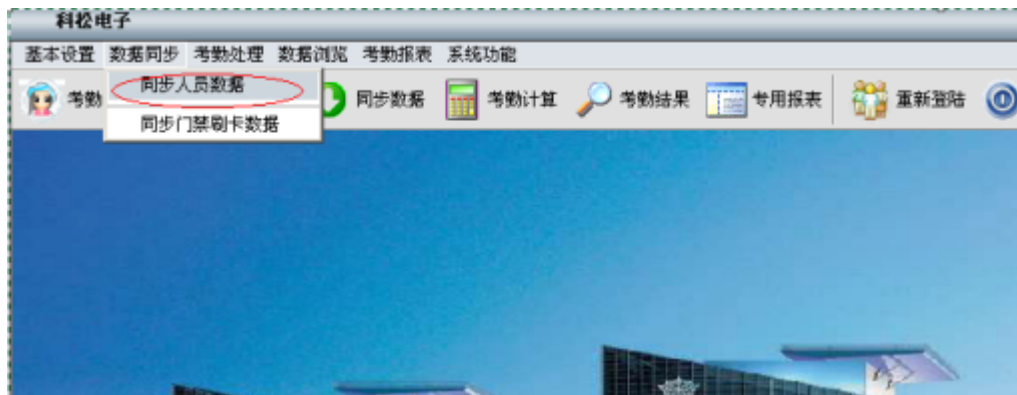 科松电子
基本设置 数据同步 考勤处理 数据浏览 考勤报表 系统功能
同步人员数据
考勤 同步数据 考勤计算 考勤结果 专用报表 重新登陆
同步门禁刷卡数据